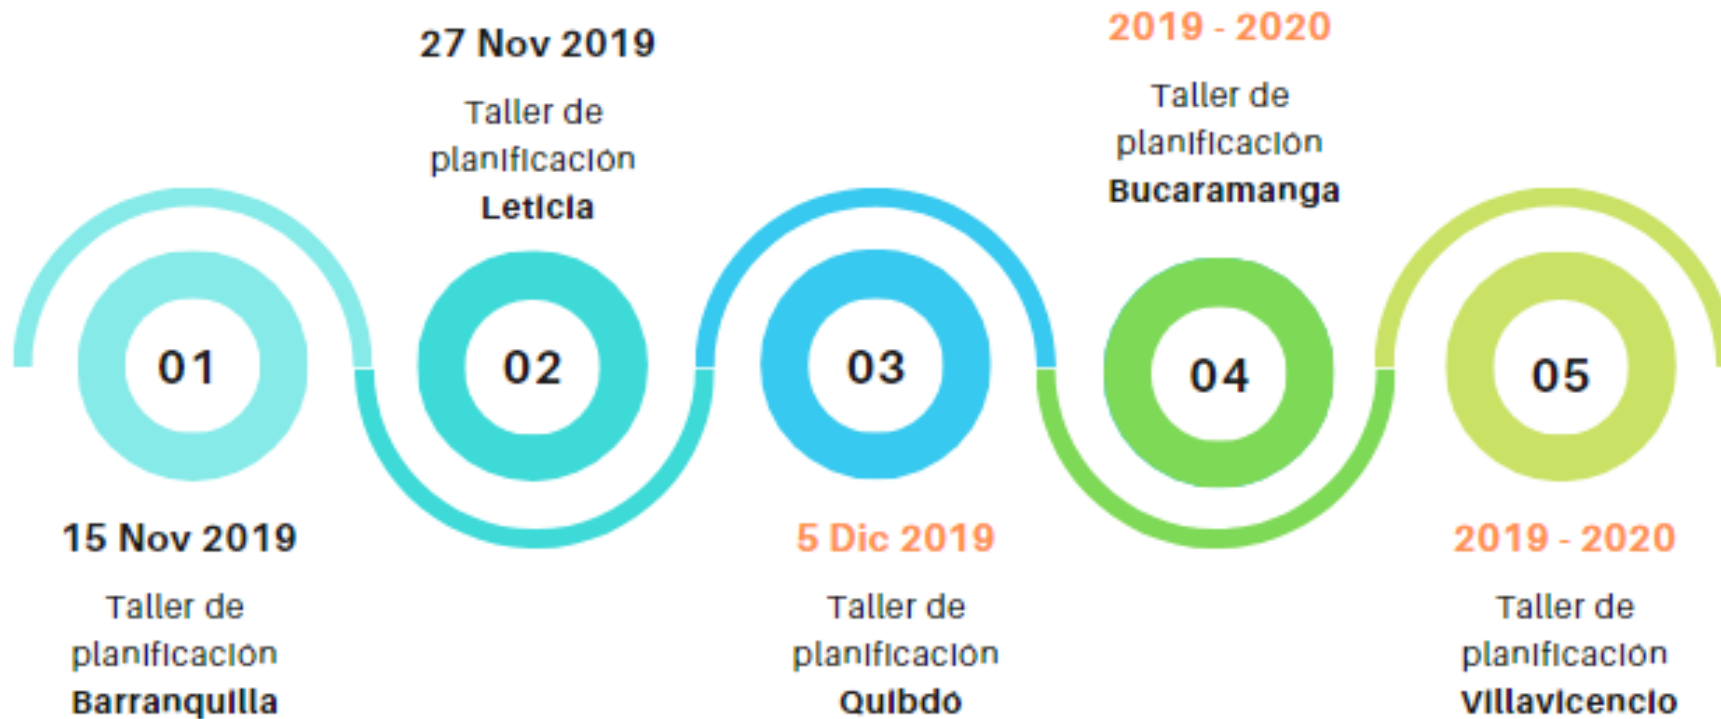 01
15 Nov 2019
Taller de
planificación
Barranquilla
27 Nov 2019
Taller de
planificación
Leticia
02
03
5 Dic 2019
Taller de
planificación
Quibdó
2019 - 2020
Taller de
planificación
Bucaramanga
04
05
2019 - 2020
Taller de
planificación
Villavicencio